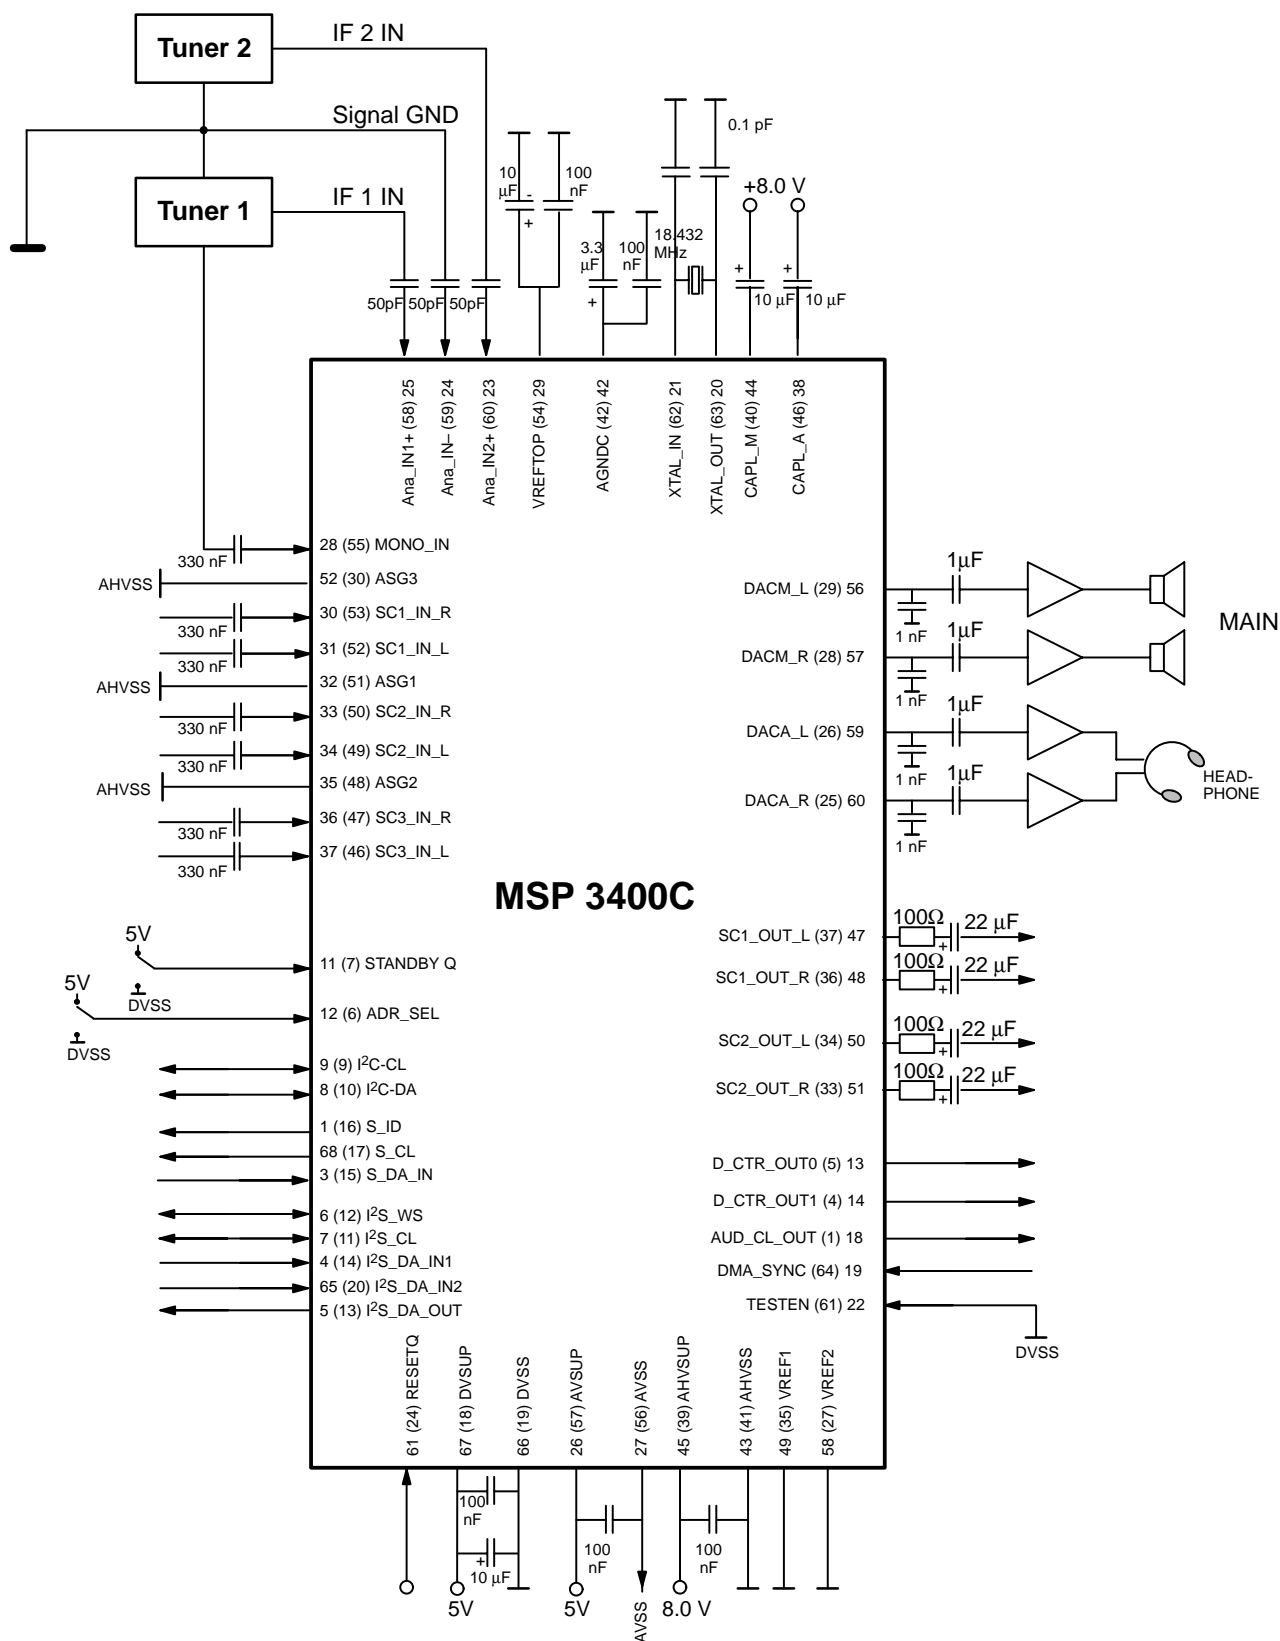 Tuner 2
IF 2 IN
Signal GND
Tuner 1
IF 1 IN
10
µF
-
+
100
nF
0.1 pF
+8.0 V
3.3
µF
+
100
nF
18.432
MHz
+
10 µF
+
10 µF
50pF
50pF
50pF
Ana_IN1+ (58) 25
Ana_IN– (59) 24
Ana_IN2+ (60) 23
VREFTOP (54) 29
AGNDC (42) 42
XTAL_IN (62) 21
XTAL_OUT (63) 20
CAPL_M (40) 44
CAPL_A (46) 38
330 nF
28 (55) MONO_IN
AHVSS
52 (30) ASG3
330 nF
30 (53) SC1_IN_R
330 nF
31 (52) SC1_IN_L
AHVSS
32 (51) ASG1
330 nF
33 (50) SC2_IN_R
330 nF
34 (49) SC2_IN_L
AHVSS
35 (48) ASG2
330 nF
36 (47) SC3_IN_R
330 nF
37 (46) SC3_IN_L
DACM_L (29) 56
1µF
1 nF
DACM_R (28) 57
1µF
1 nF
MAIN
DACA_L (26) 59
1µF
1 nF
DACA_R (25) 60
1µF
1 nF
HEAD-
PHONE
MSP 3400C
SC1_OUT_L (37) 47
100Ω
+
22 µF
SC1_OUT_R (36) 48
100Ω
+
22 µF
SC2_OUT_L (34) 50
100Ω
+
22 µF
SC2_OUT_R (33) 51
100Ω
+
22 µF
5V
DVSS
11 (7) STANDBY Q
5V
DVSS
12 (6) ADR_SEL
9 (9) I²C-CL
8 (10) I²C-DA
1 (16) S_ID
68 (17) S_CL
3 (15) S_DA_IN
6 (12) I²S_WS
7 (11) I²S_CL
4 (14) I²S_DA_IN1
65 (20) I²S_DA_IN2
5 (13) I²S_DA_OUT
D_CTR_OUT0 (5) 13
D_CTR_OUT1 (4) 14
AUD_CL_OUT (1) 18
DMA_SYNC (64) 19
TESTEN (61) 22
DVSS
61 (24) RESETQ
67 (18) DVSUP
66 (19) DVSS
26 (57) AVSUP
27 (56) AVSS
45 (39) AHVSUP
43 (41) AHVSS
49 (35) VREF1
58 (27) VREF2
100
nF
+
10 µF
100
nF
100
nF
5V
5V
AVSS
8.0 V